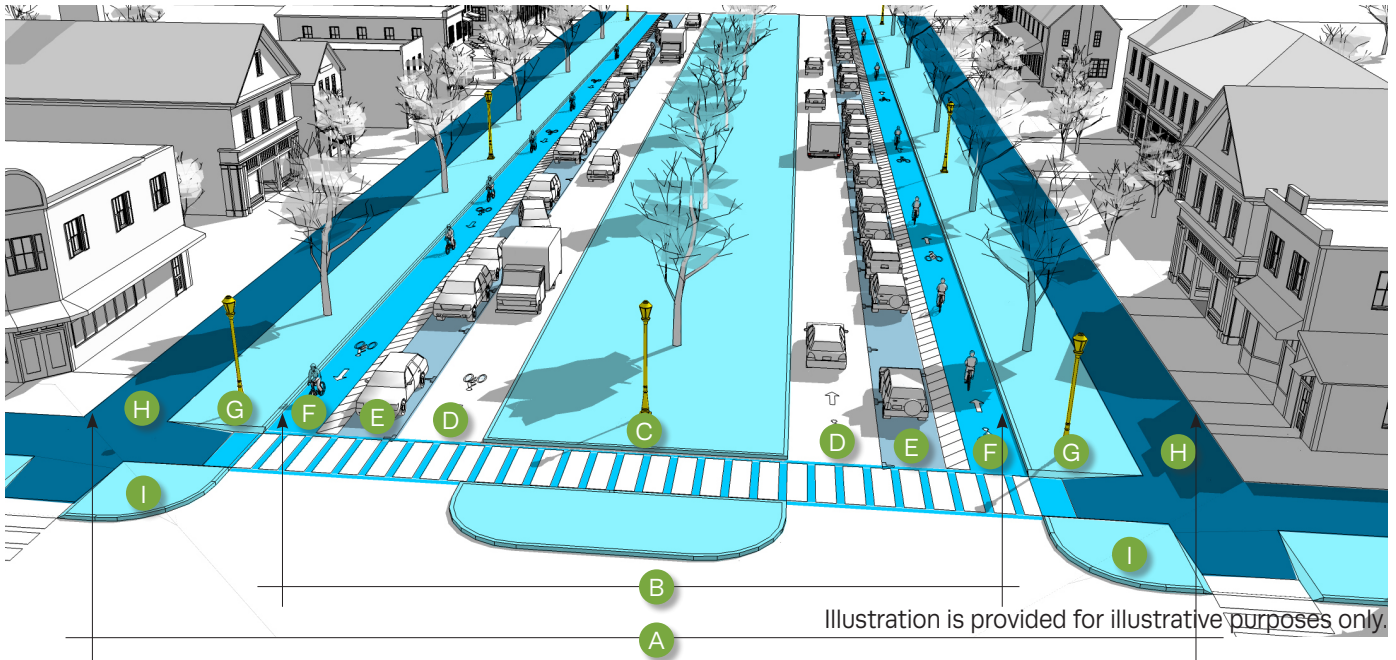 C
H G F E D D E F G H
I I
B
Illustration is provided for illustrative purposes only.
A